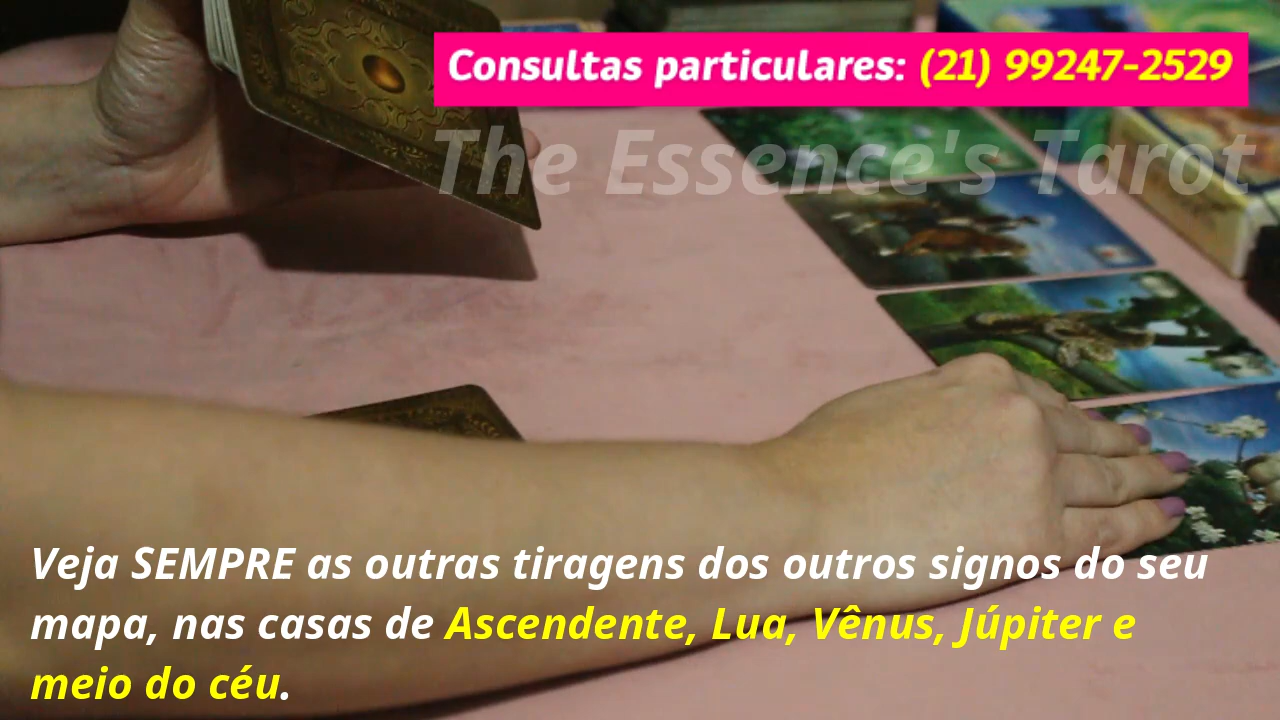 Consultas particulares: (21) 99247-2529
The Essence's Tarot
Veja SEMPRE as outras tiragens dos outros signos do seu
mapa, nas casas de Ascendente, Lua, Vênus, Júpiter e
meio do céu.